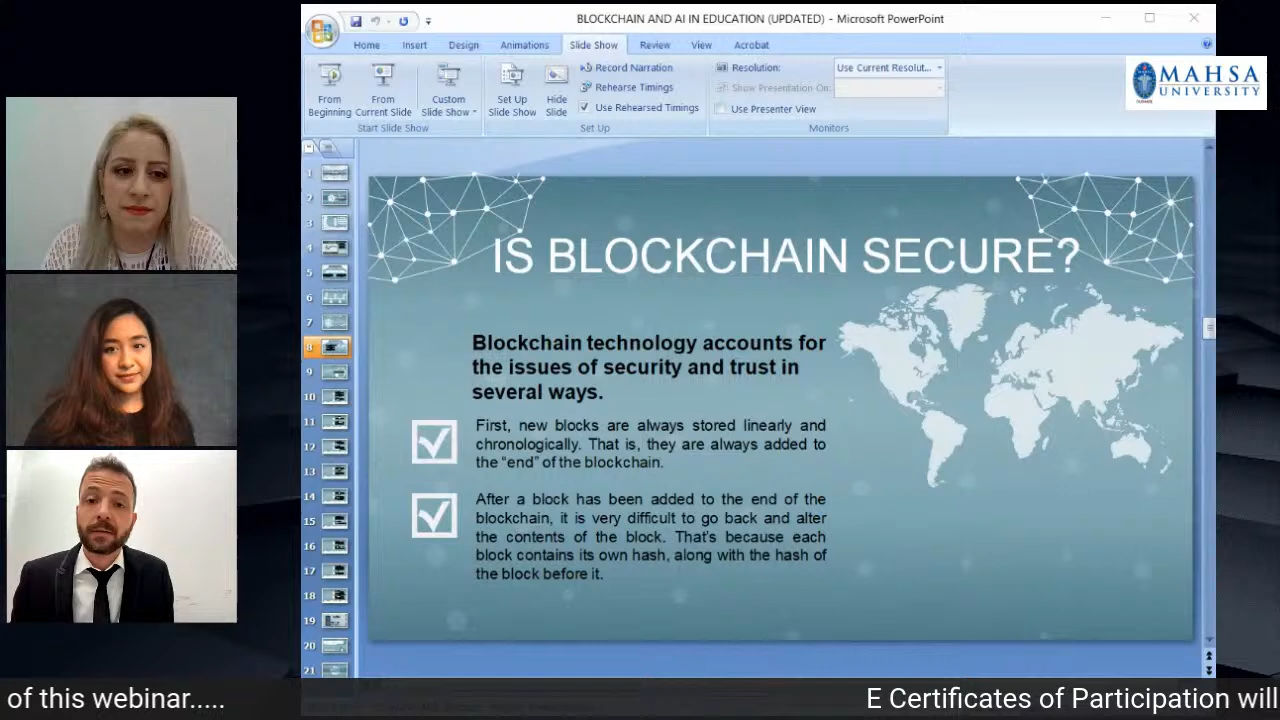 BLOCKCHAIN AND AI IN EDUCATION (UPDATED) - Microsoft PowerPoint
Home Insert Design Animations Slide Show Review View Acrobat
From Beginning
From Current Slide
Custom Slide Show
Start Slide Show
Set Up Slide Show
Hide Slide
Record Narration
Rehearse Timings
Use Rehearsed Timings
Set Up
Resolution: Use Current Resolut...
Show Presentation On:
Use Presenter View
Monitors
MAHSA
UNIVERSITY
1
2
3
4
5
6
7
8
9
10
11
12
13
14
15
16
17
18
19
20
21
IS BLOCKCHAIN SECURE?
Blockchain technology accounts for
the issues of security and trust in
several ways.
First, new blocks are always stored linearly and
chronologically. That is, they are always added to
the “end” of the blockchain.
After a block has been added to the end of the
blockchain, it is very difficult to go back and alter
the contents of the block. That’s because each
block contains its own hash, along with the hash of
the block before it.
of this webinar..... E Certificates of Participation will